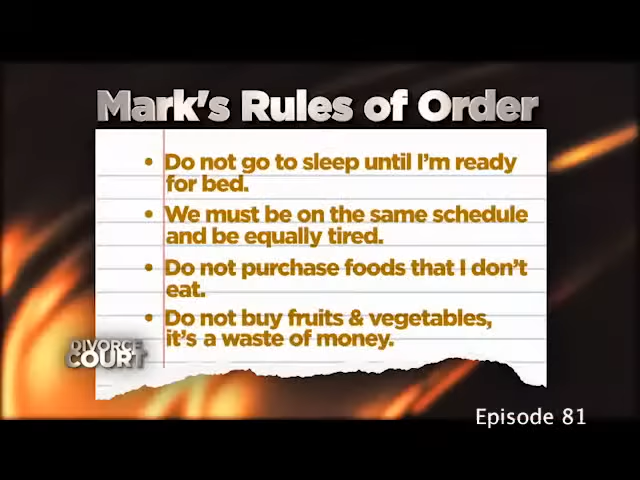 Mark's Rules of Order
• Do not go to sleep until I'm ready
for bed.
• We must be on the same schedule
and be equally tired.
• Do not purchase foods that I don't
eat.
• Do not buy fruits & vegetables,
it's a waste of money.
DIVORCE
COURT
Episode 81